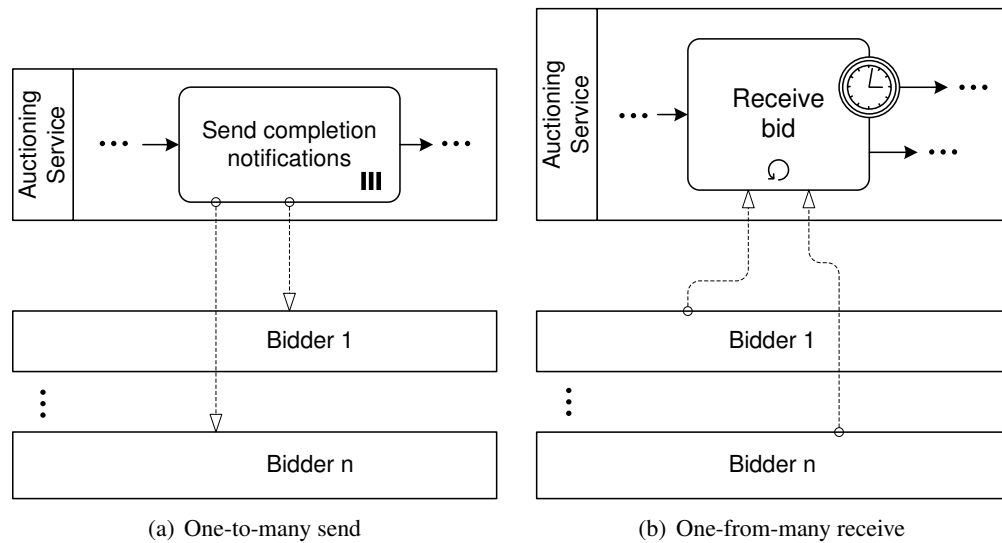 Auctioning
Service
Send completion
notifications
Bidder 1
Bidder n
(a) One-to-many send
Auctioning
Service
Receive
bid
Bidder 1
Bidder n
(b) One-from-many receive